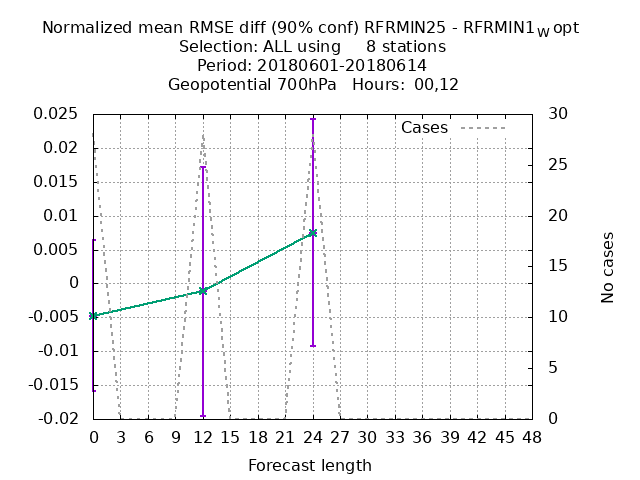 Normalized mean RMSE diff (90% conf) RFRMIN25 - RFRMIN1w opt
Selection: ALL using 8 stations
Period: 20180601-20180614
Geopotential 700hPa Hours: 00,12
Cases
0.025
0.02
0.015
0.01
0.005
0
-0.005
-0.01
-0.015
-0.02
30
25
20
15
10
5
0
No cases
0 3 6 9 12 15 18 21 24 27 30 33 36 39 42 45 48
Forecast length